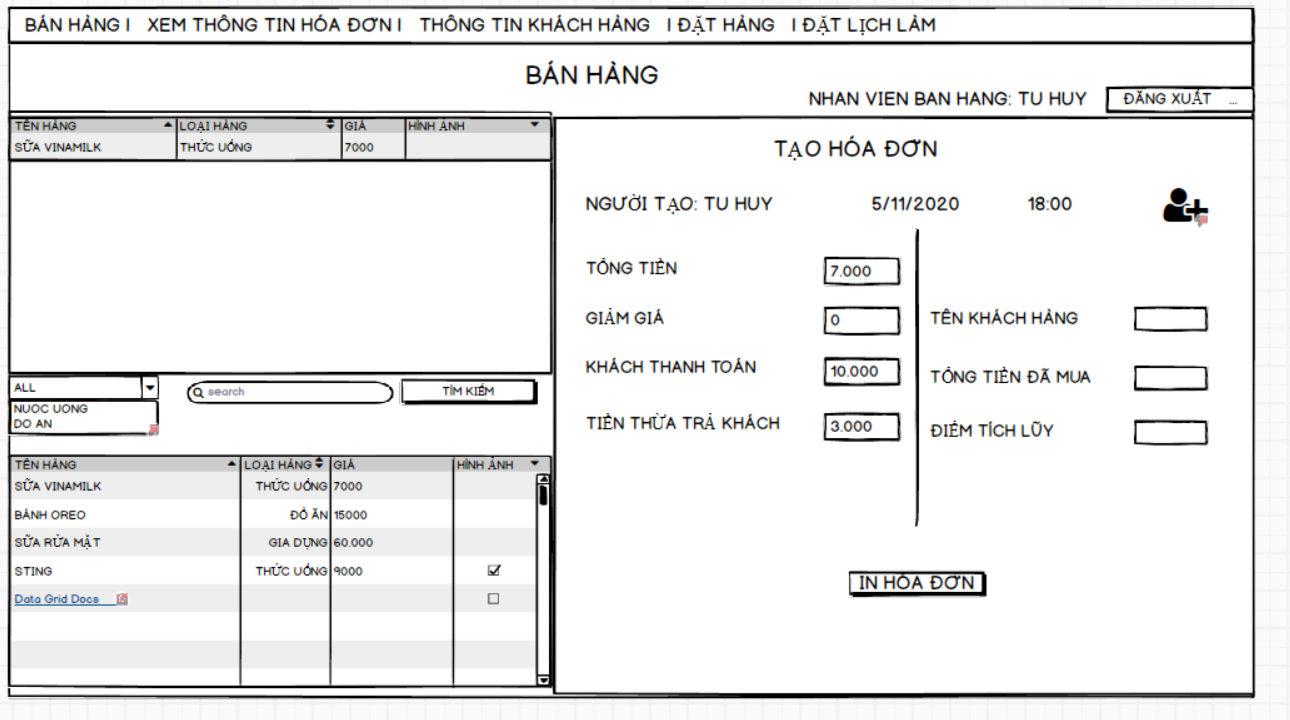 BÁN HÀNG I XEM THÔNG TIN HÓA ĐƠN I THÔNG TIN KHÁCH HÀNG I ĐẶT HÀNG I ĐẶT LỊCH LÀM
BÁN HÀNG
NHAN VIEN BAN HANG: TU HUY ĐĂNG XUẤT ...
TÊN HÀNG LOẠI HÀNG GIÁ HÌNH ẢNH
SỮA VINAMILK THỨC UỐNG 7000
TẠO HÓA ĐƠN
NGƯỜI TẠO: TU HUY 5/11/2020 18:00
TỔNG TIỀN 7.000
GIẢM GIÁ 0
KHÁCH THANH TOÁN 10.000
TIỀN THỪA TRẢ KHÁCH 3.000
TÊN KHÁCH HÀNG
TỔNG TIỀN ĐÃ MUA
ĐIỂM TÍCH LŨY
IN HÓA ĐƠN
ALL
NUOC UONG
DO AN
search
TÌM KIẾM
TÊN HÀNG LOẠI HÀNG GIÁ HÌNH ẢNH
SỮA VINAMILK THỨC UỐNG 7000
BÁNH OREO ĐỒ ĂN 15000
SỮA RỬA MẶT GIA DỤNG 60.000
STING THỨC UỐNG 9000
Data Grid Docs